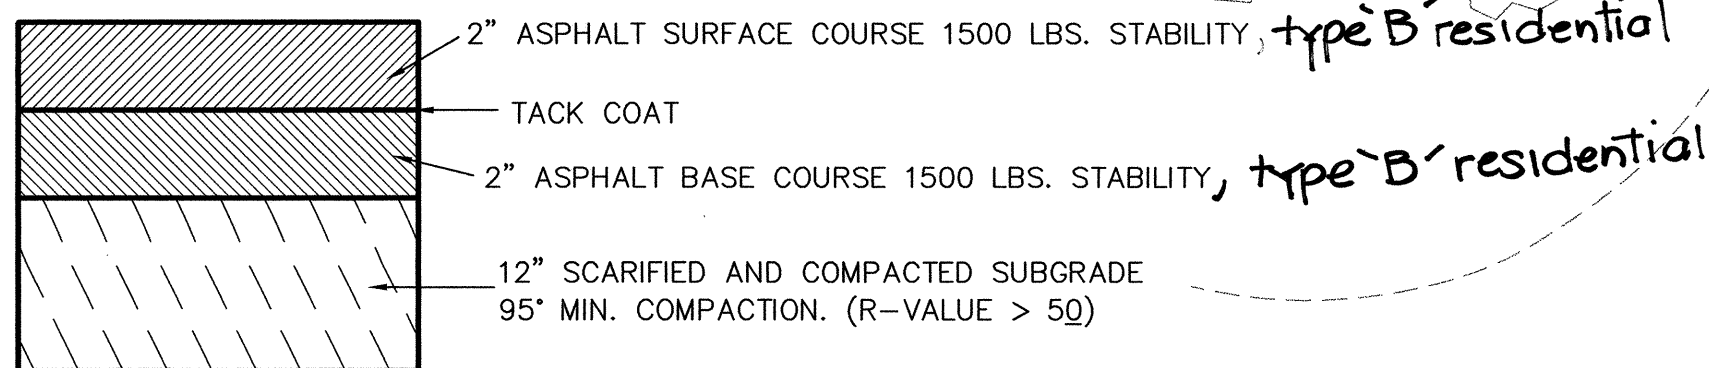 2” ASPHALT SURFACE COURSE 1500 LBS. STABILITY, type `B´ residential
TACK COAT
2” ASPHALT BASE COURSE 1500 LBS. STABILITY, type `B´ residential
12” SCARIFIED AND COMPACTED SUBGRADE
95° MIN. COMPACTION. (R-VALUE > 50)